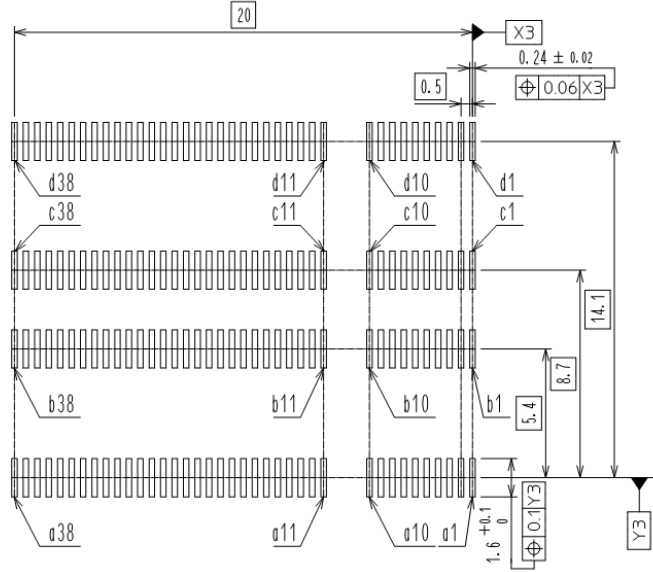 20
X3
0.24 ± 0.02
0.5
⌖ 0.06 X3
d38 d11 d10 d1
c38 c11 c10 c1
14.1
8.7
5.4
b38 b11 b10 b1
a38 a11 a10 a1
1.6 +0.1 0
⌖ 0.1 Y3
Y3